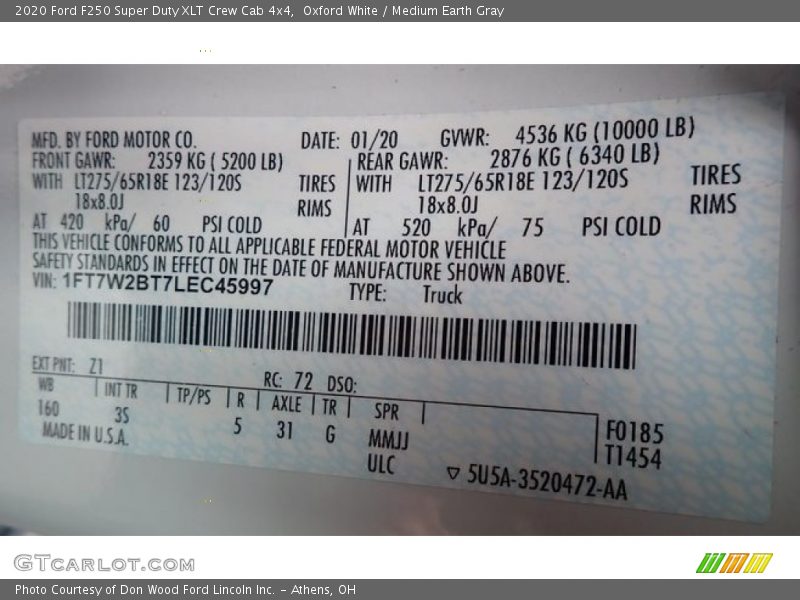 2020 Ford F250 Super Duty XLT Crew Cab 4x4,  Oxford White / Medium Earth Gray
MFD. BY FORD MOTOR CO. DATE: 01/20 GVWR: 4536 KG (10000 LB)
FRONT GAWR: 2359 KG ( 5200 LB) REAR GAWR: 2876 KG ( 6340 LB)
WITH LT275/65R18E 123/120S TIRES WITH LT275/65R18E 123/120S TIRES
18x8.0J RIMS 18x8.0J RIMS
AT 420 kPa/ 60 PSI COLD AT 520 kPa/ 75 PSI COLD
THIS VEHICLE CONFORMS TO ALL APPLICABLE FEDERAL MOTOR VEHICLE
SAFETY STANDARDS IN EFFECT ON THE DATE OF MANUFACTURE SHOWN ABOVE.
VIN: 1FT7W2BT7LEC45997 TYPE: Truck
EXT PNT: Z1 RC: 72 DSO:
WB INT TR TP/PS R AXLE TR SPR
160 3S 5 31 G MMJJ F0185
MADE IN U.S.A. ULC T1454
▽ 5U5A-3520472-AA
GTCarLot.com
Photo Courtesy of Don Wood Ford Lincoln Inc. - Athens, OH